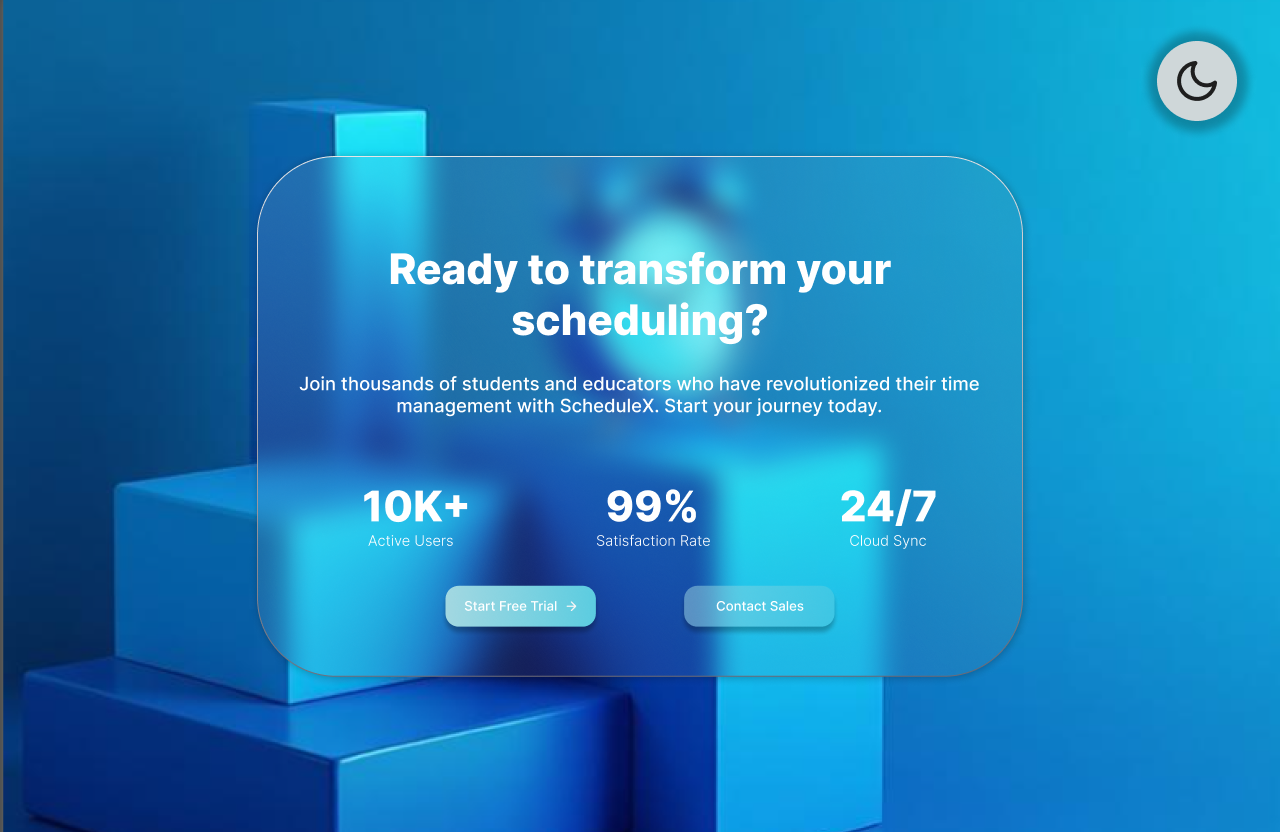 Ready to transform your
scheduling?
Join thousands of students and educators who have revolutionized their time
management with ScheduleX. Start your journey today.
10K+ 99% 24/7
Active Users Satisfaction Rate Cloud Sync
Start Free Trial → Contact Sales